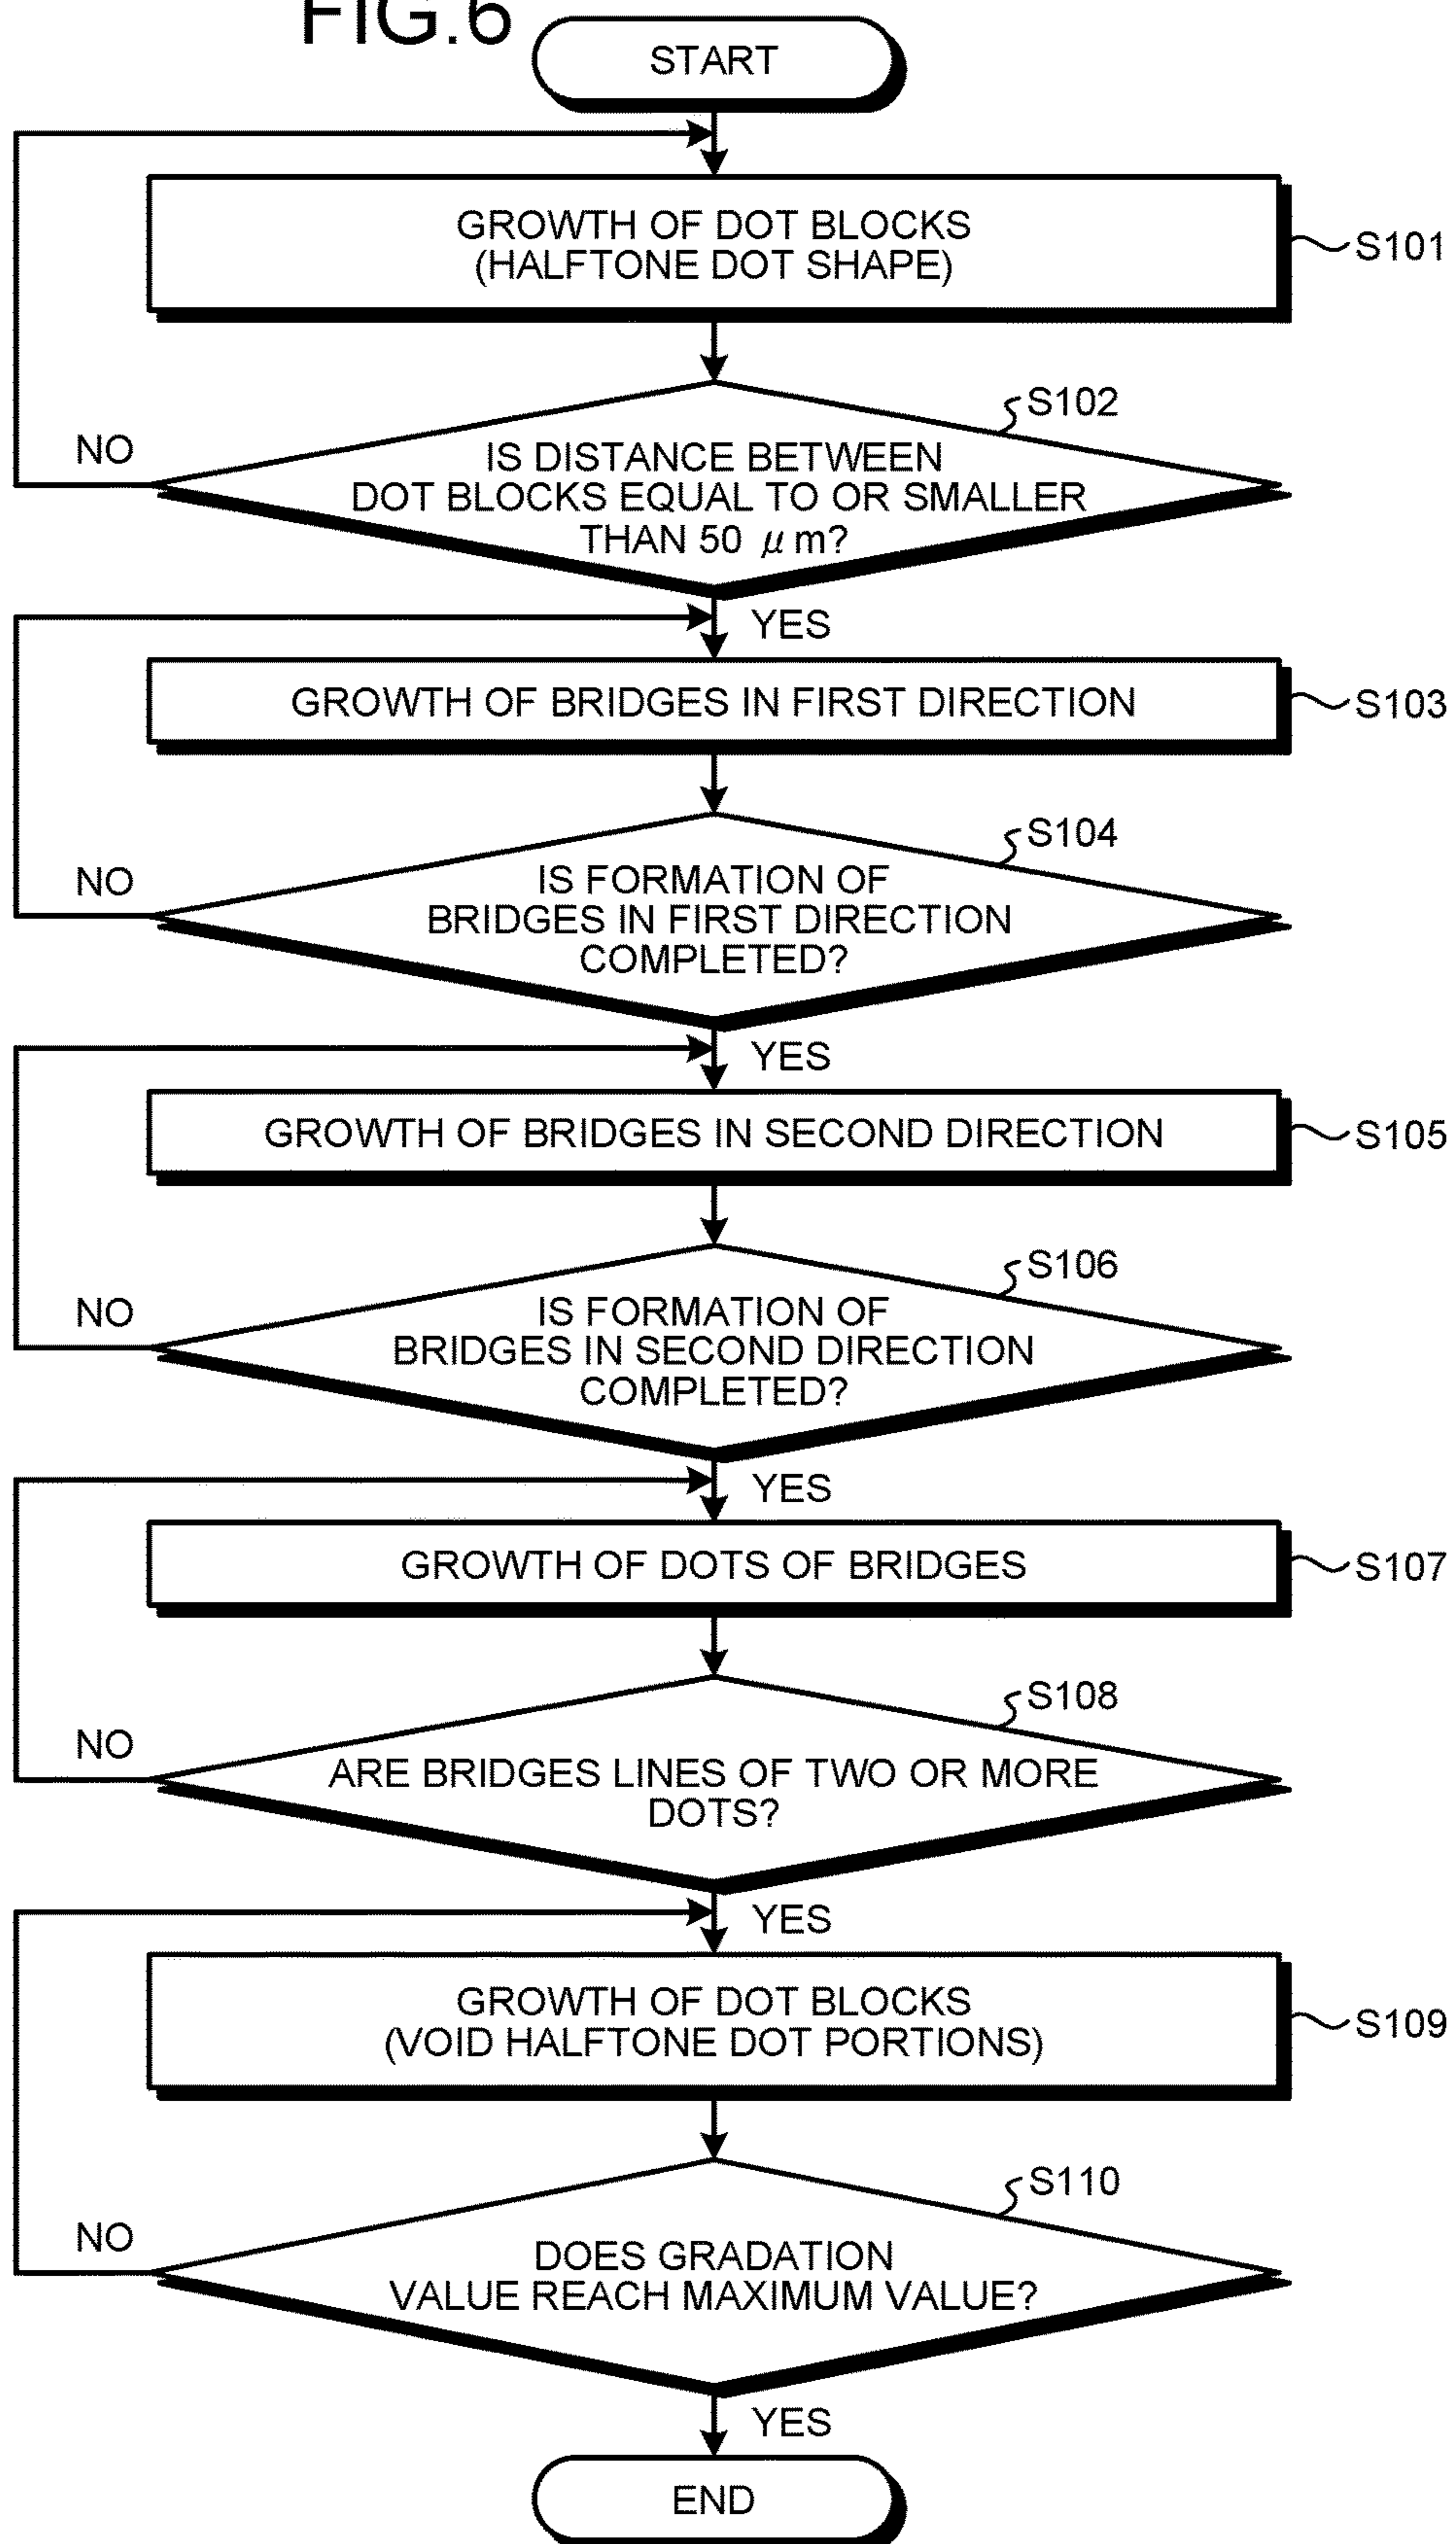 FIG.6
START
GROWTH OF DOT BLOCKS
(HALFTONE DOT SHAPE)
S101
S102
NO
IS DISTANCE BETWEEN
DOT BLOCKS EQUAL TO OR SMALLER
THAN 50 μm?
YES
GROWTH OF BRIDGES IN FIRST DIRECTION
S103
S104
NO
IS FORMATION OF
BRIDGES IN FIRST DIRECTION
COMPLETED?
YES
GROWTH OF BRIDGES IN SECOND DIRECTION
S105
S106
NO
IS FORMATION OF
BRIDGES IN SECOND DIRECTION
COMPLETED?
YES
GROWTH OF DOTS OF BRIDGES
S107
S108
NO
ARE BRIDGES LINES OF TWO OR MORE
DOTS?
YES
GROWTH OF DOT BLOCKS
(VOID HALFTONE DOT PORTIONS)
S109
S110
NO
DOES GRADATION
VALUE REACH MAXIMUM VALUE?
YES
END